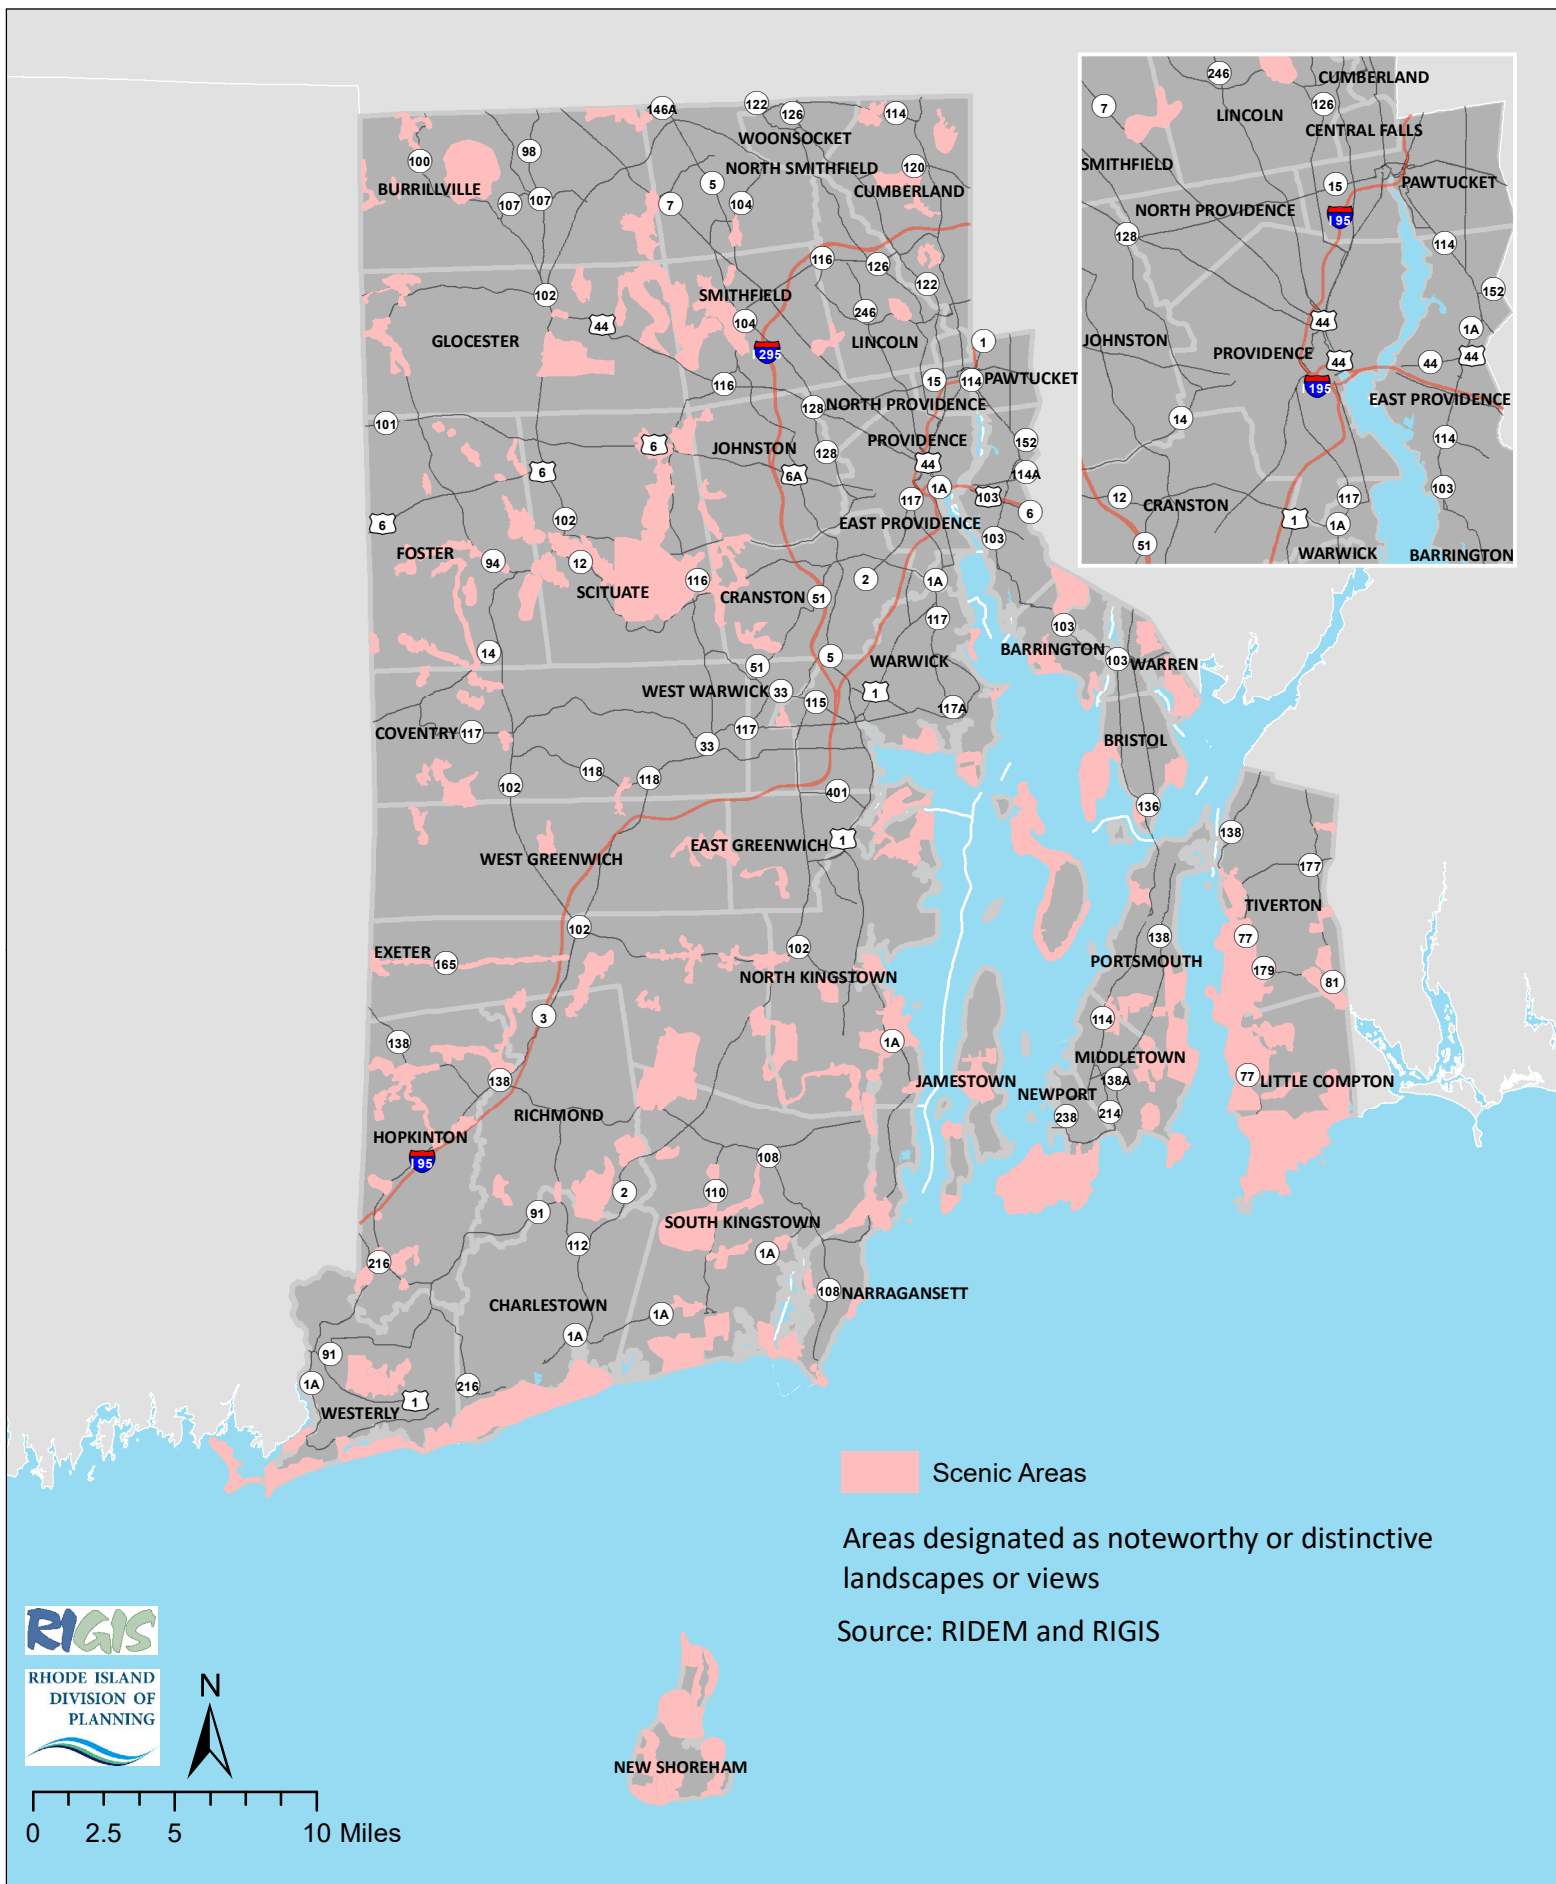 146A
122
126
114
WOONSOCKET
100
98
NORTH SMITHFIELD
120
BURRILLVILLE
5
CUMBERLAND
107
107
7
104
116
126
102
SMITHFIELD
122
44
104
246
GLOCESTER
295
LINCOLN
1
116
15
114
PAWTUCKET
128
NORTH PROVIDENCE
101
6
JOHNSTON
PROVIDENCE
152
128
6
6A
44
114A
1A
103
117
6
102
6
EAST PROVIDENCE
103
FOSTER
94
12
116
2
1A
SCITUATE
CRANSTON
51
117
103
14
BARRINGTON
51
5
WARWICK
103
WARREN
WEST WARWICK
33
115
1
117A
COVENTRY
117
117
33
BRISTOL
118
118
102
401
136
138
WEST GREENWICH
EAST GREENWICH
1
177
TIVERTON
102
77
EXETER
165
102
138
NORTH KINGSTOWN
PORTSMOUTH
179
81
3
114
138
1A
MIDDLETOWN
138
JAMESTOWN
138A
77
LITTLE COMPTON
NEWPORT
RICHMOND
238
214
HOPKINTON
195
108
2
110
91
SOUTH KINGSTOWN
112
1A
216
108
NARRAGANSETT
CHARLESTOWN
1A
1A
91
1A
216
1
WESTERLY
246
CUMBERLAND
7
126
LINCOLN
CENTRAL FALLS
SMITHFIELD
15
PAWTUCKET
NORTH PROVIDENCE
195
128
114
152
44
1A
JOHNSTON
PROVIDENCE
44
44
44
195
EAST PROVIDENCE
14
114
12
CRANSTON
117
103
1
1A
51
WARWICK
BARRINGTON
Scenic Areas
Areas designated as noteworthy or distinctive
landscapes or views
Source: RIDEM and RIGIS
RIGIS
RHODE ISLAND
DIVISION OF
PLANNING
N
NEW SHOREHAM
0 2.5 5 10 Miles